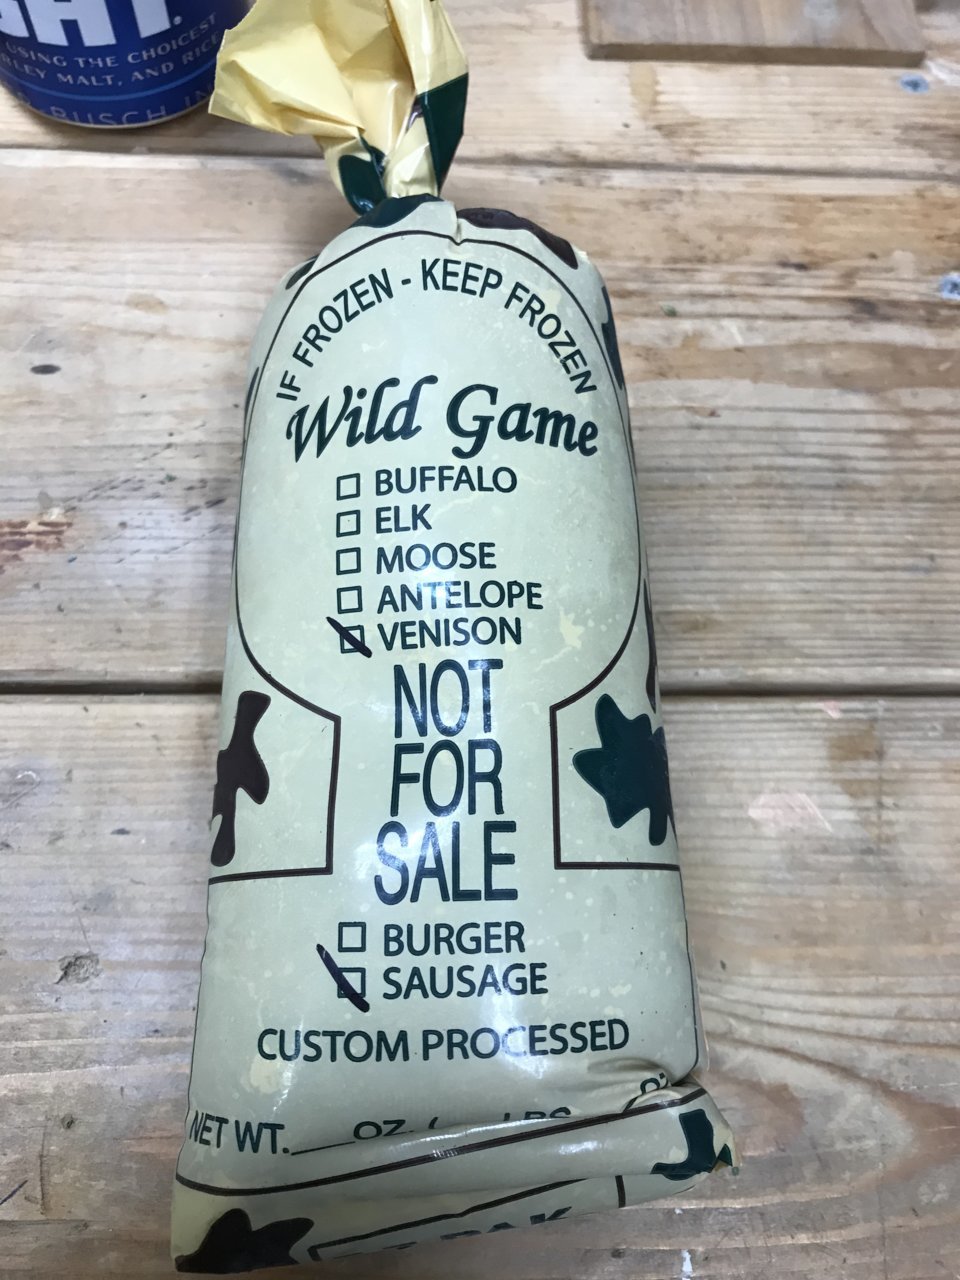 USING THE CHOICEST
MALT, AND RICE
BUSCH
IF FROZEN - KEEP FROZEN
Wild Game
BUFFALO
ELK
MOOSE
ANTELOPE
VENISON
NOT
FOR
SALE
BURGER
SAUSAGE
CUSTOM PROCESSED
NET WT. OZ. ( LBS